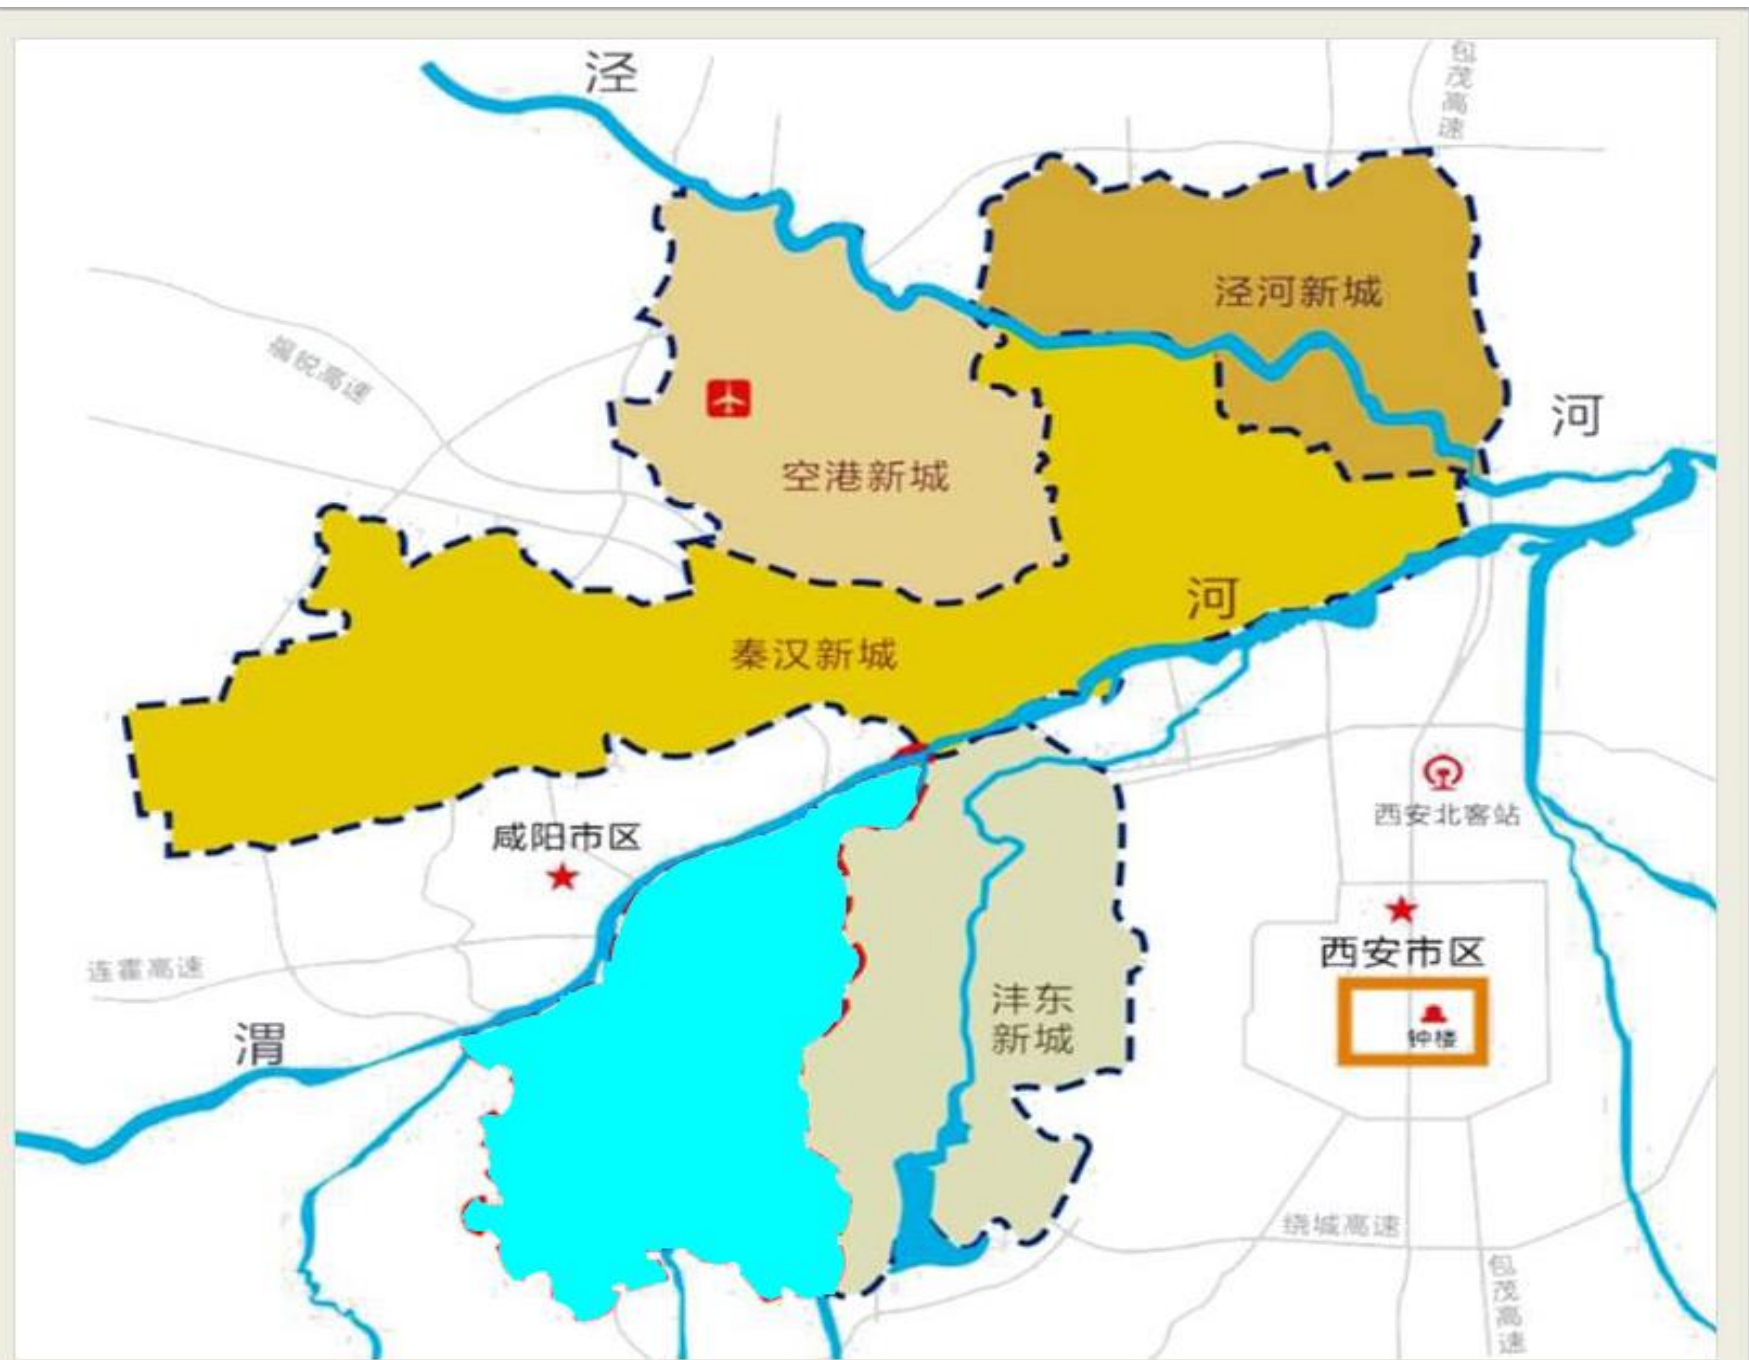 泾
包茂高速
泾河新城
福银高速
河
空港新城
河
秦汉新城
西安北客站
咸阳市区
西安市区
连霍高速
沣东
新城
钟楼
渭
绕城高速
包茂高速